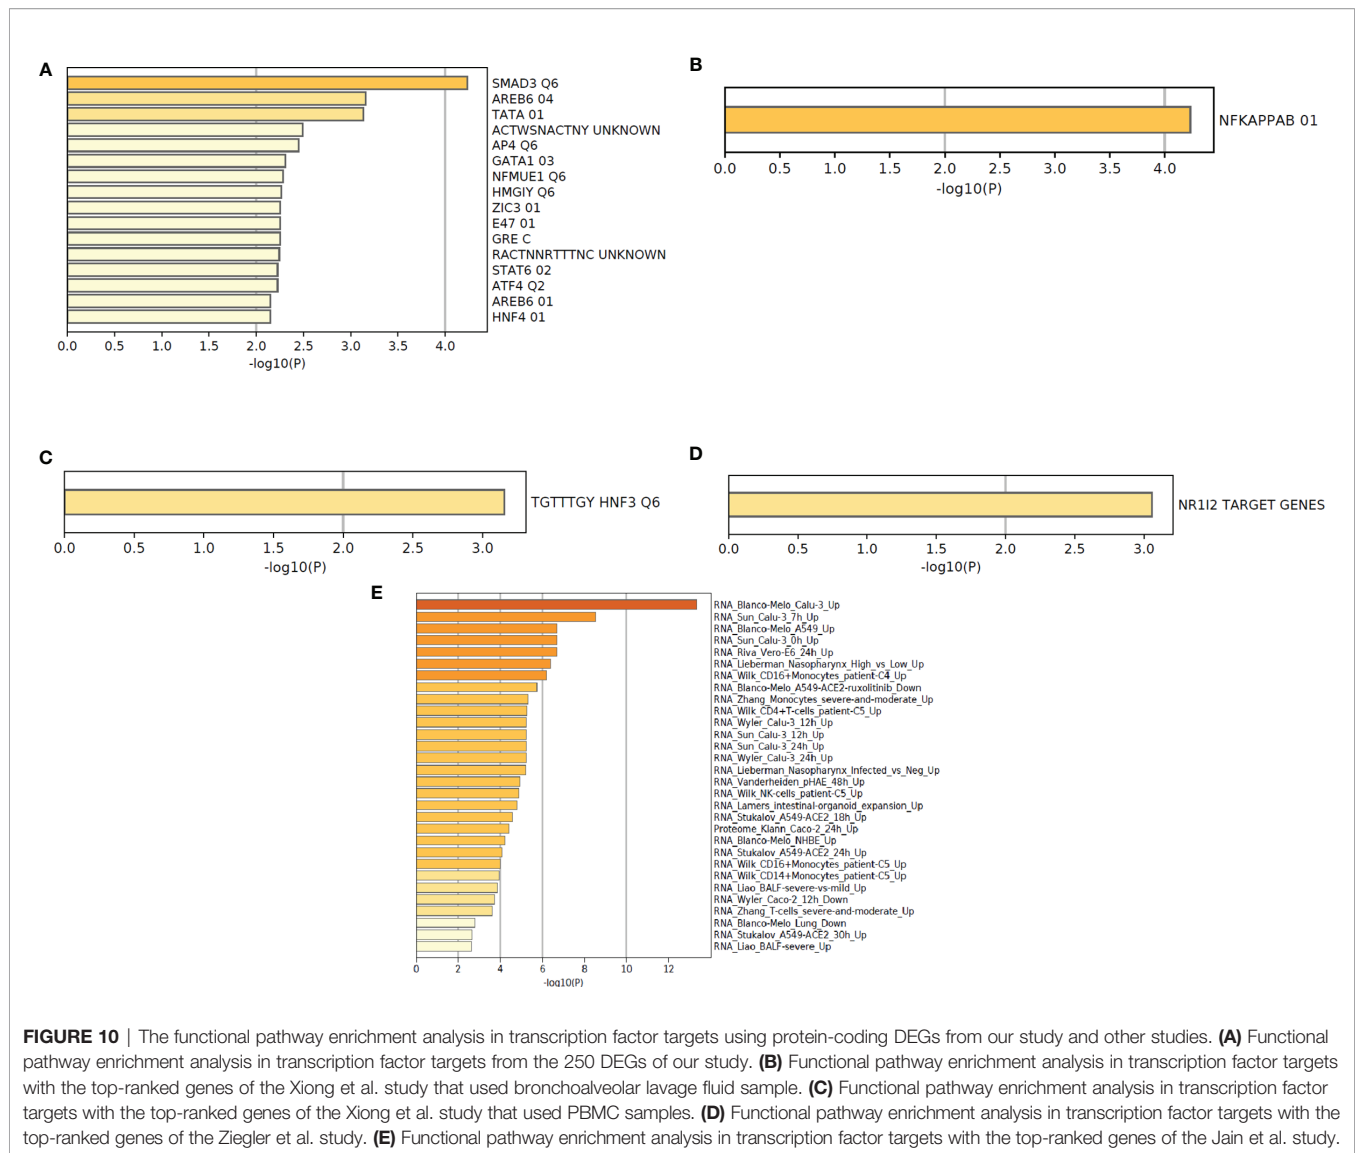 A
SMAD3 Q6
AREB6 04
TATA 01
ACTWSNACTNY UNKNOWN
AP4 Q6
GATA1 03
NFMUE1 Q6
HMGIY Q6
ZIC3 01
E47 01
GRE C
RACTNNRTTTNC UNKNOWN
STAT6 02
ATF4 Q2
AREB6 01
HNF4 01
0.0 0.5 1.0 1.5 2.0 2.5 3.0 3.5 4.0
-log10(P)
B
NFKAPPAB 01
0.0 0.5 1.0 1.5 2.0 2.5 3.0 3.5 4.0
-log10(P)
C
TGTTTGY HNF3 Q6
0.0 0.5 1.0 1.5 2.0 2.5 3.0
-log10(P)
D
NR1I2 TARGET GENES
0.0 0.5 1.0 1.5 2.0 2.5 3.0
-log10(P)
E
RNA_Blanco-Melo_Calu-3_Up
RNA_Sun_Calu-3_7h_Up
RNA_Blanco-Melo_A549_Up
RNA_Sun_Calu-3_0h_Up
RNA_Riva_Vero-E6_24h_Up
RNA_Lieberman_Nasopharynx_High_vs_Low_Up
RNA_Wilk_CD16+Monocytes_patient-C4_Up
RNA_Blanco-Melo_A549-ACE2-ruxolitinib_Down
RNA_Zhang_Monocytes_severe-and-moderate_Up
RNA_Wilk_CD4+T-cells_patient-C5_Up
RNA_Wyler_Calu-3_12h_Up
RNA_Sun_Calu-3_12h_Up
RNA_Sun_Calu-3_24h_Up
RNA_Wyler_Calu-3_24h_Up
RNA_Lieberman_Nasopharynx_Infected_vs_Neg_Up
RNA_Vanderheiden_pHAE_48h_Up
RNA_Wilk_NK-cells_patient-C5_Up
RNA_Lamers_intestinal-organoid_expansion_Up
RNA_Stukalov_A549-ACE2_18h_Up
Proteome_Klann_Caco-2_24h_Up
RNA_Blanco-Melo_NHBE_Up
RNA_Stukalov_A549-ACE2_24h_Up
RNA_Wilk_CD16+Monocytes_patient-C5_Up
RNA_Wilk_CD14+Monocytes_patient-C5_Up
RNA_Liao_BALF-severe-vs-mild_Up
RNA_Wyler_Caco-2_12h_Down
RNA_Zhang_T-cells_severe-and-moderate_Up
RNA_Blanco-Melo_Lung_Down
RNA_Stukalov_A549-ACE2_30h_Up
RNA_Liao_BALF-severe_Up
0 2 4 6 8 10 12
-log10(P)
FIGURE 10 | The functional pathway enrichment analysis in transcription factor targets using protein-coding DEGs from our study and other studies. (A) Functional
pathway enrichment analysis in transcription factor targets from the 250 DEGs of our study. (B) Functional pathway enrichment analysis in transcription factor targets
with the top-ranked genes of the Xiong et al. study that used bronchoalveolar lavage fluid sample. (C) Functional pathway enrichment analysis in transcription factor
targets with the top-ranked genes of the Xiong et al. study that used PBMC samples. (D) Functional pathway enrichment analysis in transcription factor targets with the
top-ranked genes of the Ziegler et al. study. (E) Functional pathway enrichment analysis in transcription factor targets with the top-ranked genes of the Jain et al. study.